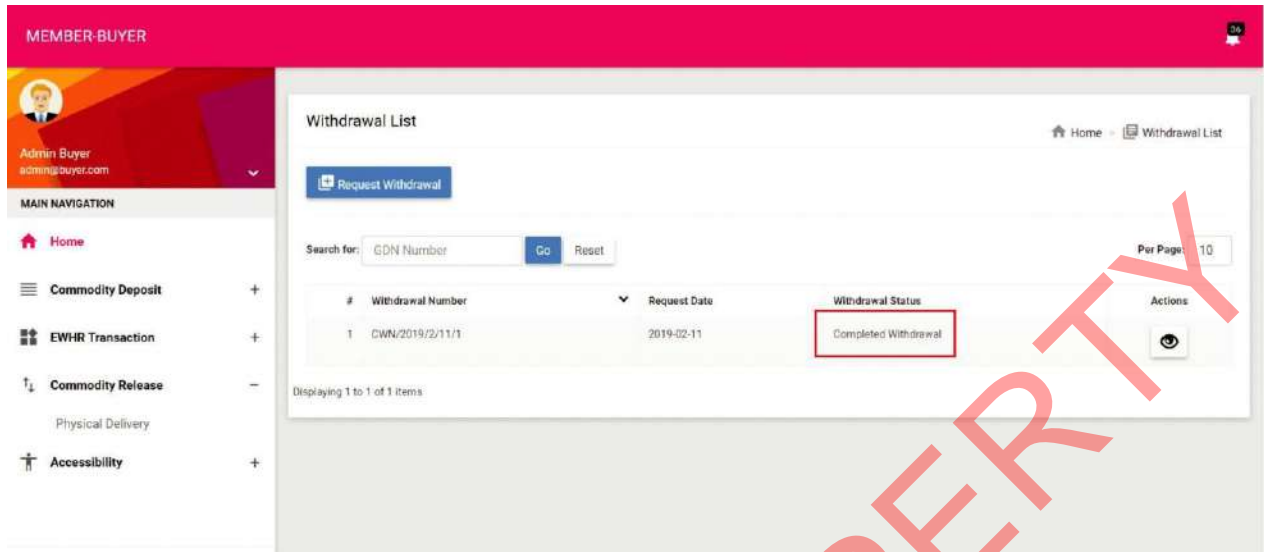 MEMBER-BUYER
36
Admin Buyer
admin@buyer.com
MAIN NAVIGATION
Home
Commodity Deposit +
EWHR Transaction +
Commodity Release −
Physical Delivery
Accessibility +
Withdrawal List
Home » Withdrawal List
Request Withdrawal
Search for: GDN Number Go Reset Per Page: 10
# Withdrawal Number Request Date Withdrawal Status Actions
1 CWN/2019/2/11/1 2019-02-11 Completed Withdrawal
Displaying 1 to 1 of 1 items
PERTY